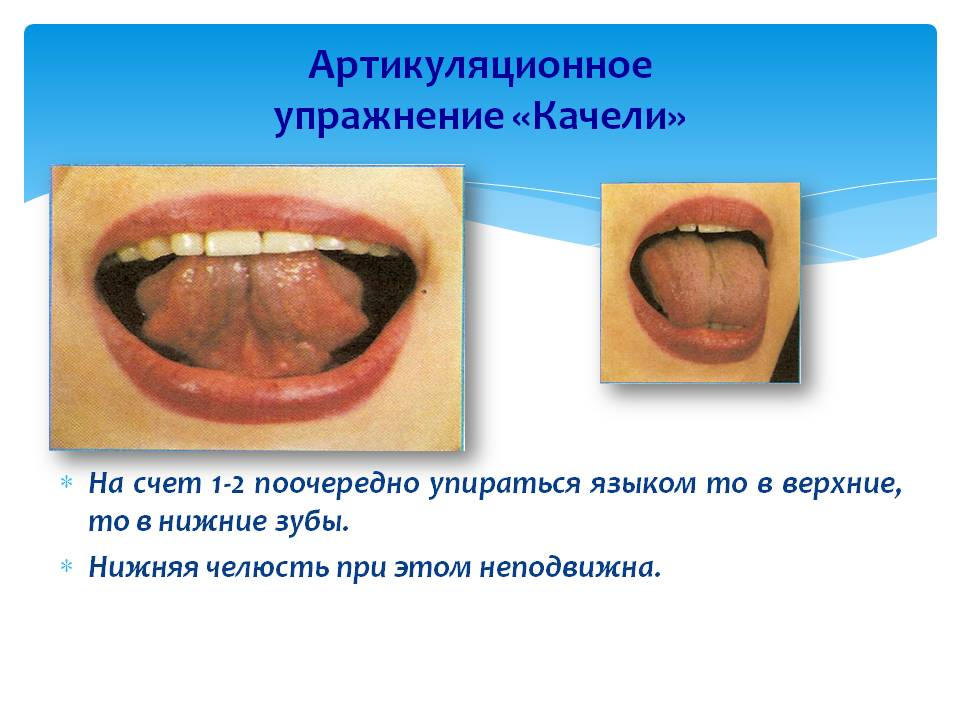 Артикуляционное
упражнение «Качели»
На счет 1-2 поочередно упираться языком то в верхние,
то в нижние зубы.
Нижняя челюсть при этом неподвижна.